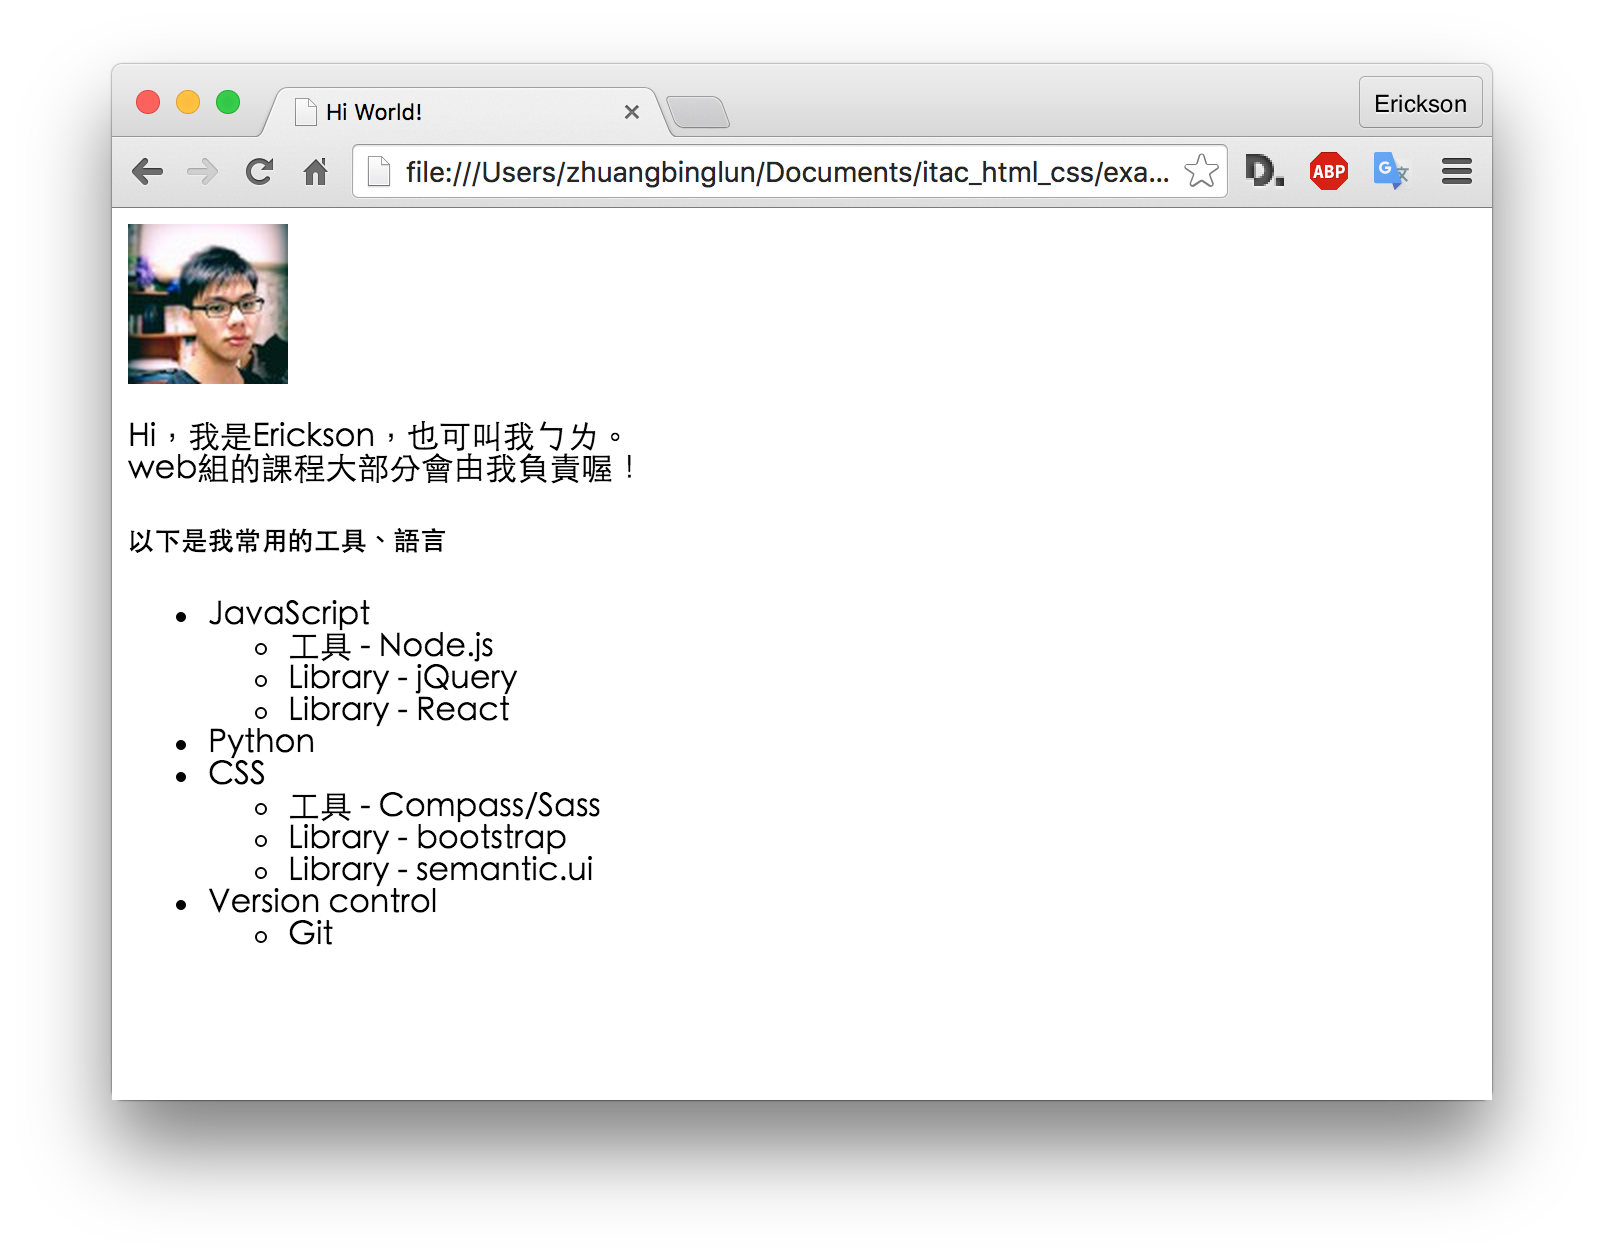 Hi World!
Erickson
file:///Users/zhuangbinglun/Documents/itac_html_css/exa...
D.
ABP
G 文
Hi，我是Erickson，也可叫我ㄅㄌ。
web組的課程大部分會由我負責喔！
以下是我常用的工具、語言
JavaScript
工具 - Node.js
Library - jQuery
Library - React
Python
CSS
工具 - Compass/Sass
Library - bootstrap
Library - semantic.ui
Version control
Git